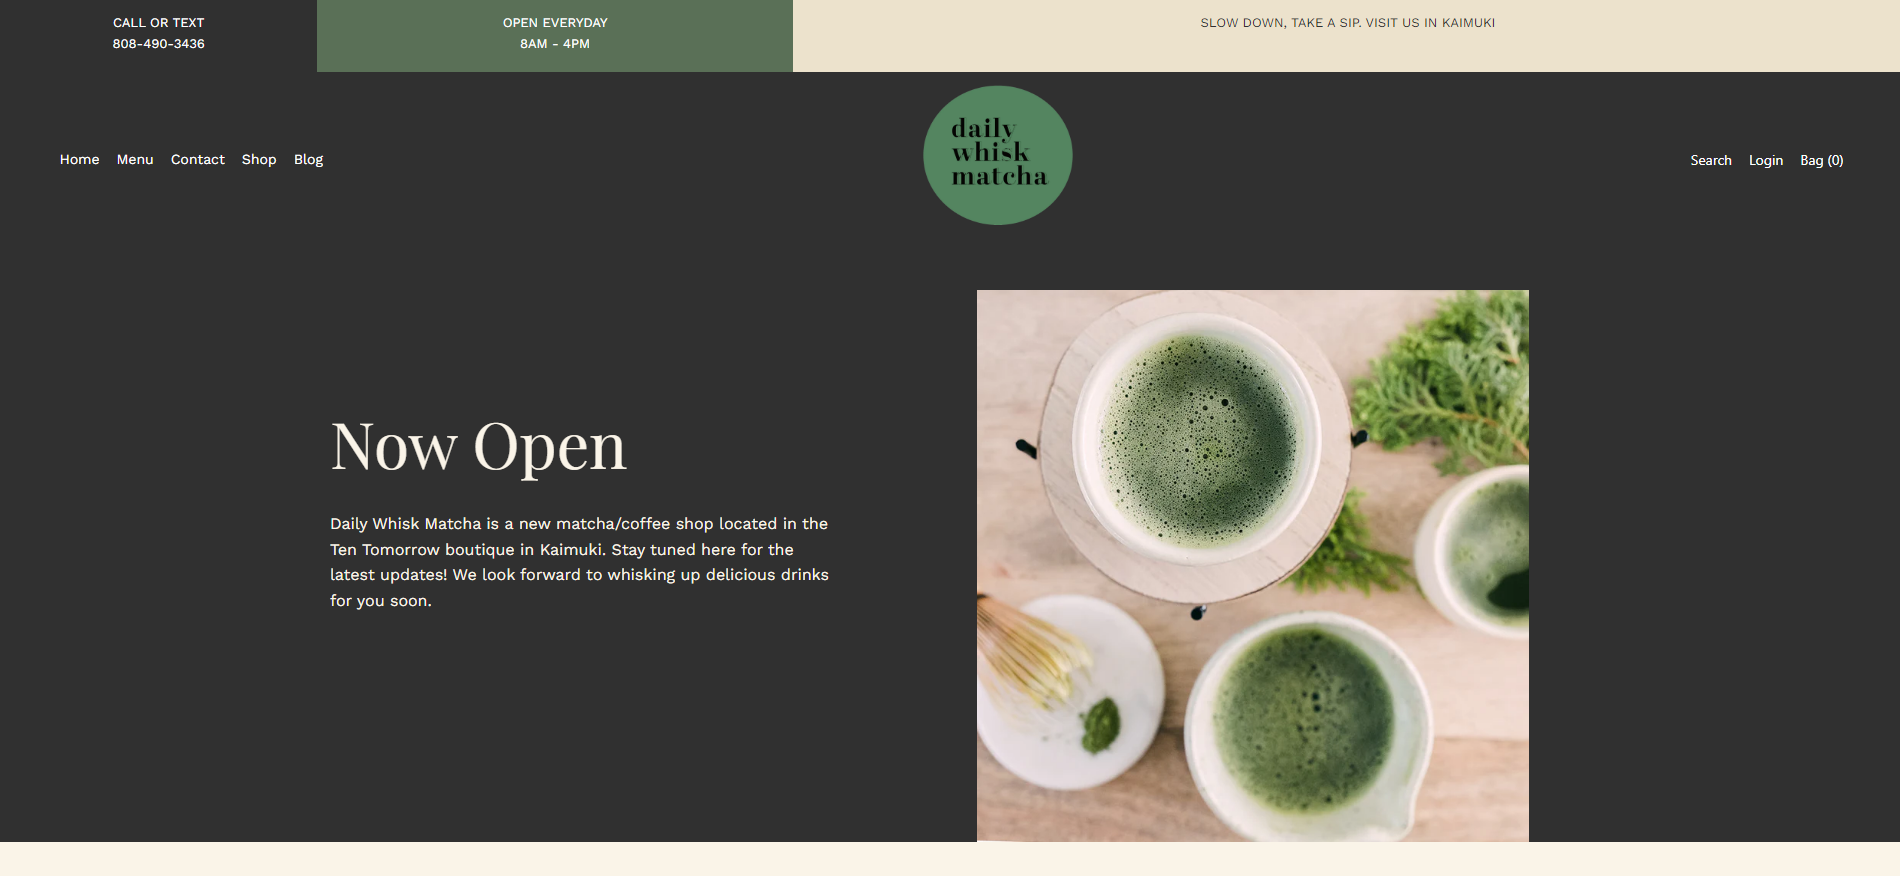 CALL OR TEXT
808-490-3436
OPEN EVERYDAY
8AM - 4PM
SLOW DOWN, TAKE A SIP. VISIT US IN KAIMUKI
Home Menu Contact Shop Blog
daily
whisk
matcha
Search Login Bag (0)
Now Open
Daily Whisk Matcha is a new matcha/coffee shop located in the
Ten Tomorrow boutique in Kaimuki. Stay tuned here for the
latest updates! We look forward to whisking up delicious drinks
for you soon.